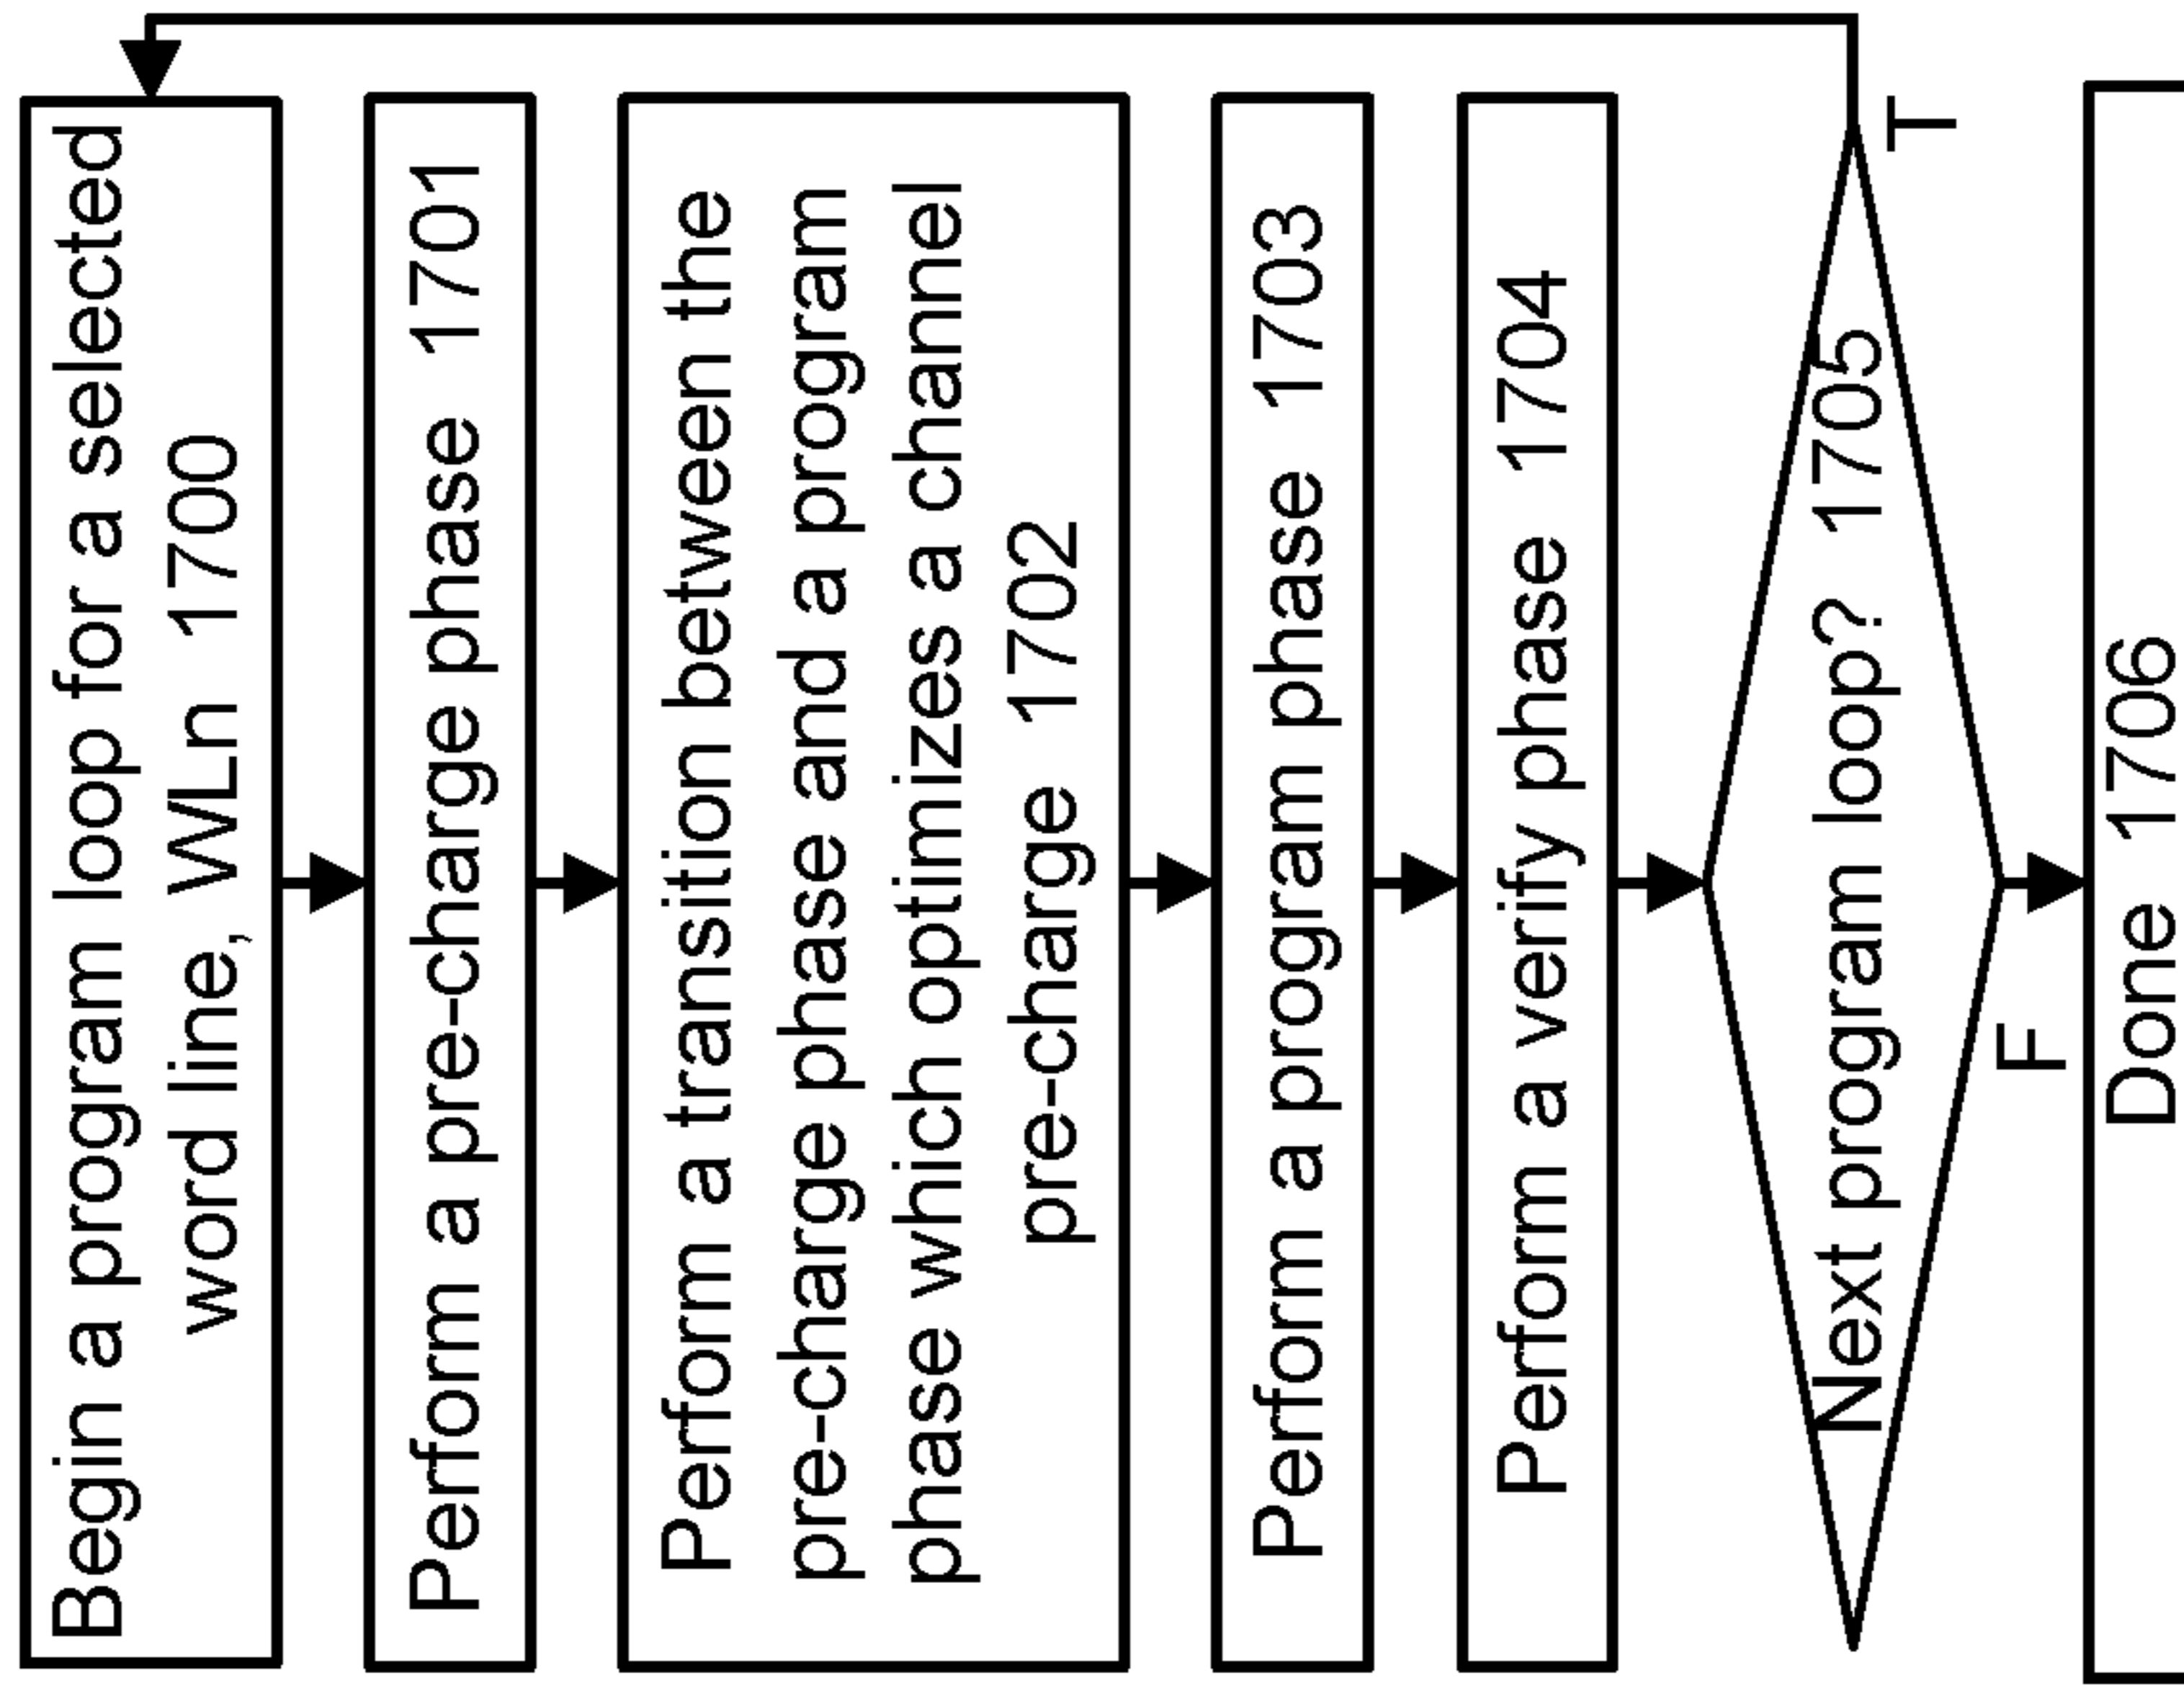 Begin a program loop for a selected
word line, WLn 1700
Perform a pre-charge phase 1701
Perform a transition between the
pre-charge phase and a program
phase which optimizes a channel
pre-charge 1702
Perform a program phase 1703
Perform a verify phase 1704
Next program loop? 1705
T
F
Done 1706